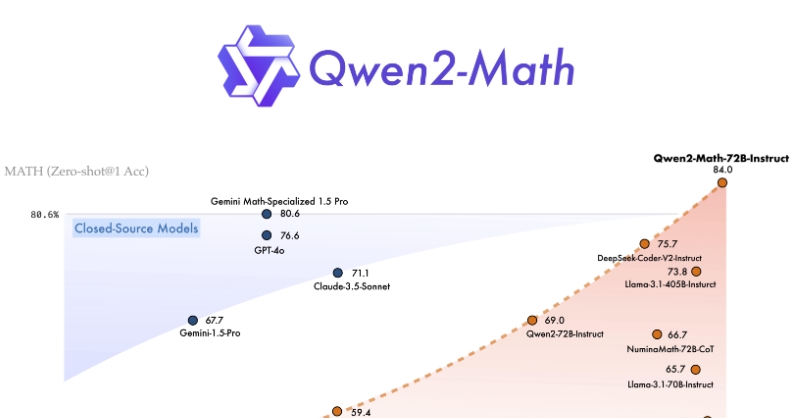 Qwen2-Math
Qwen2-Math-72B-Instruct
MATH (Zero-shot@1 Acc)
84.0
Gemini Math-Specialized 1.5 Pro
80.6%
80.6
Closed-Source Models
76.6
GPT-4o
75.7
DeepSeek-Coder-V2-Instruct
71.1
73.8
Claude-3.5-Sonnet
Llama-3.1-405B-Insturct
67.7
69.0
Gemini-1.5-Pro
Qwen2-72B-Instruct
66.7
NuminaMath-72B-CoT
65.7
Llama-3.1-70B-Instruct
59.4